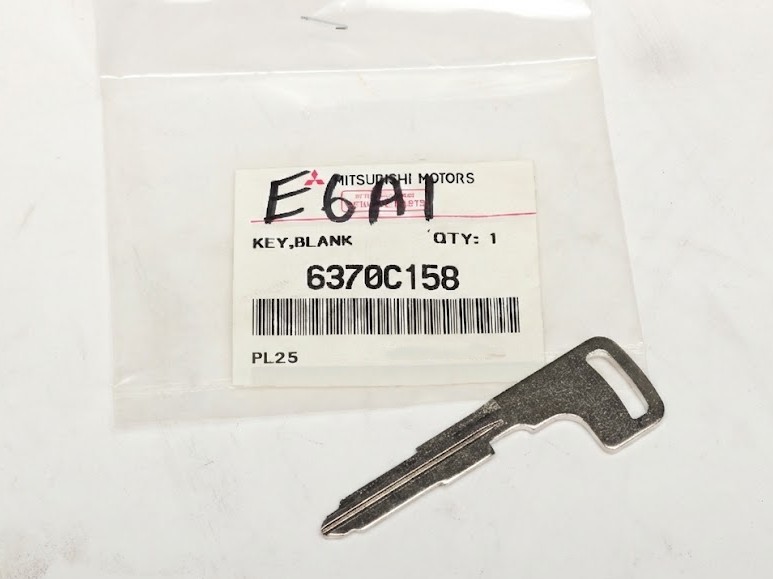 MITSUBISHI MOTORS
E6A1
KEY,BLANK QTY: 1
6370C158
PL25